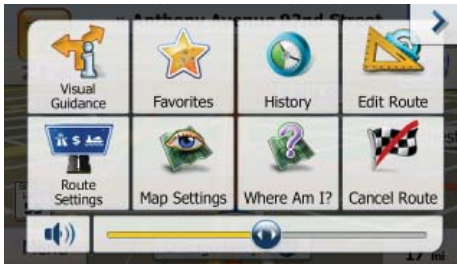 Anthony Avenue 92nd Street
Visual
Guidance
Favorites
History
Edit Route
Route
Settings
Map Settings
Where Am I?
Cancel Route
17 mi